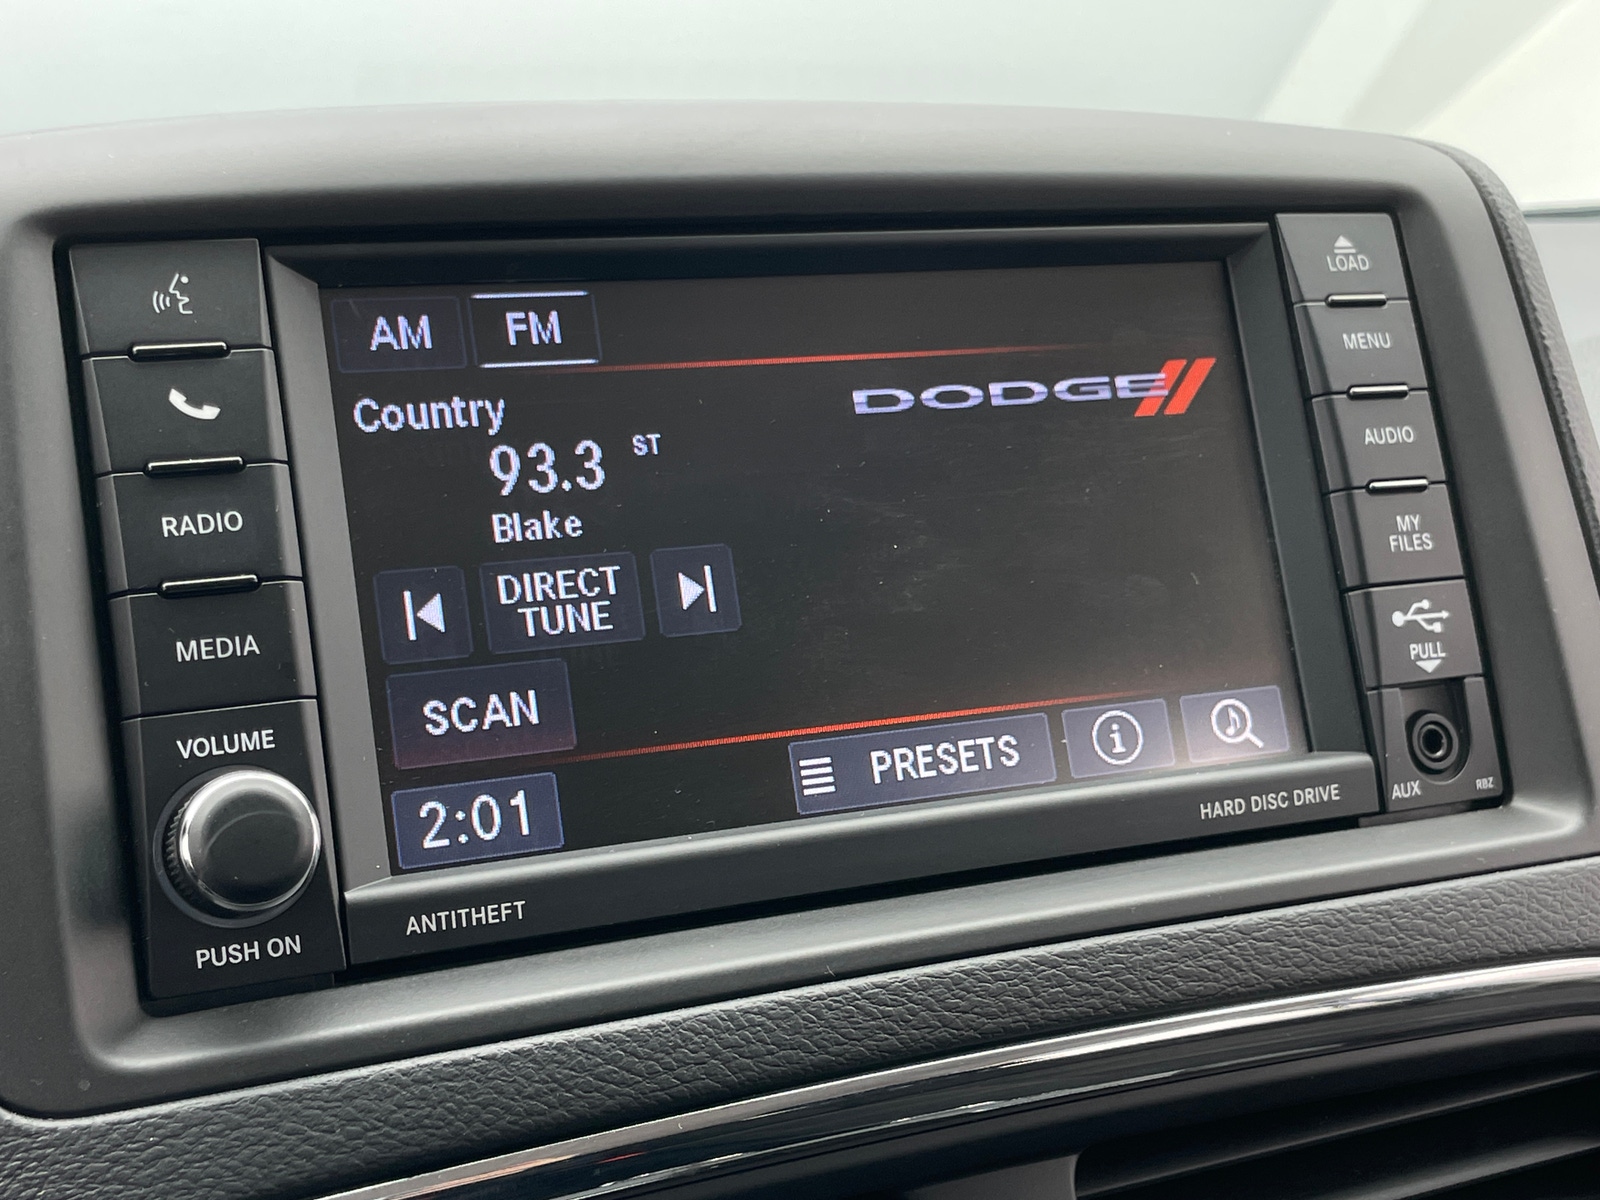 AM
FM
Country
93.3 ST
Blake
DIRECT
TUNE
SCAN
2:01
PRESETS
i
DODGE
RADIO
MEDIA
VOLUME
PUSH ON
ANTITHEFT
HARD DISC DRIVE
LOAD
MENU
AUDIO
MY
FILES
PULL
AUX
RBZ